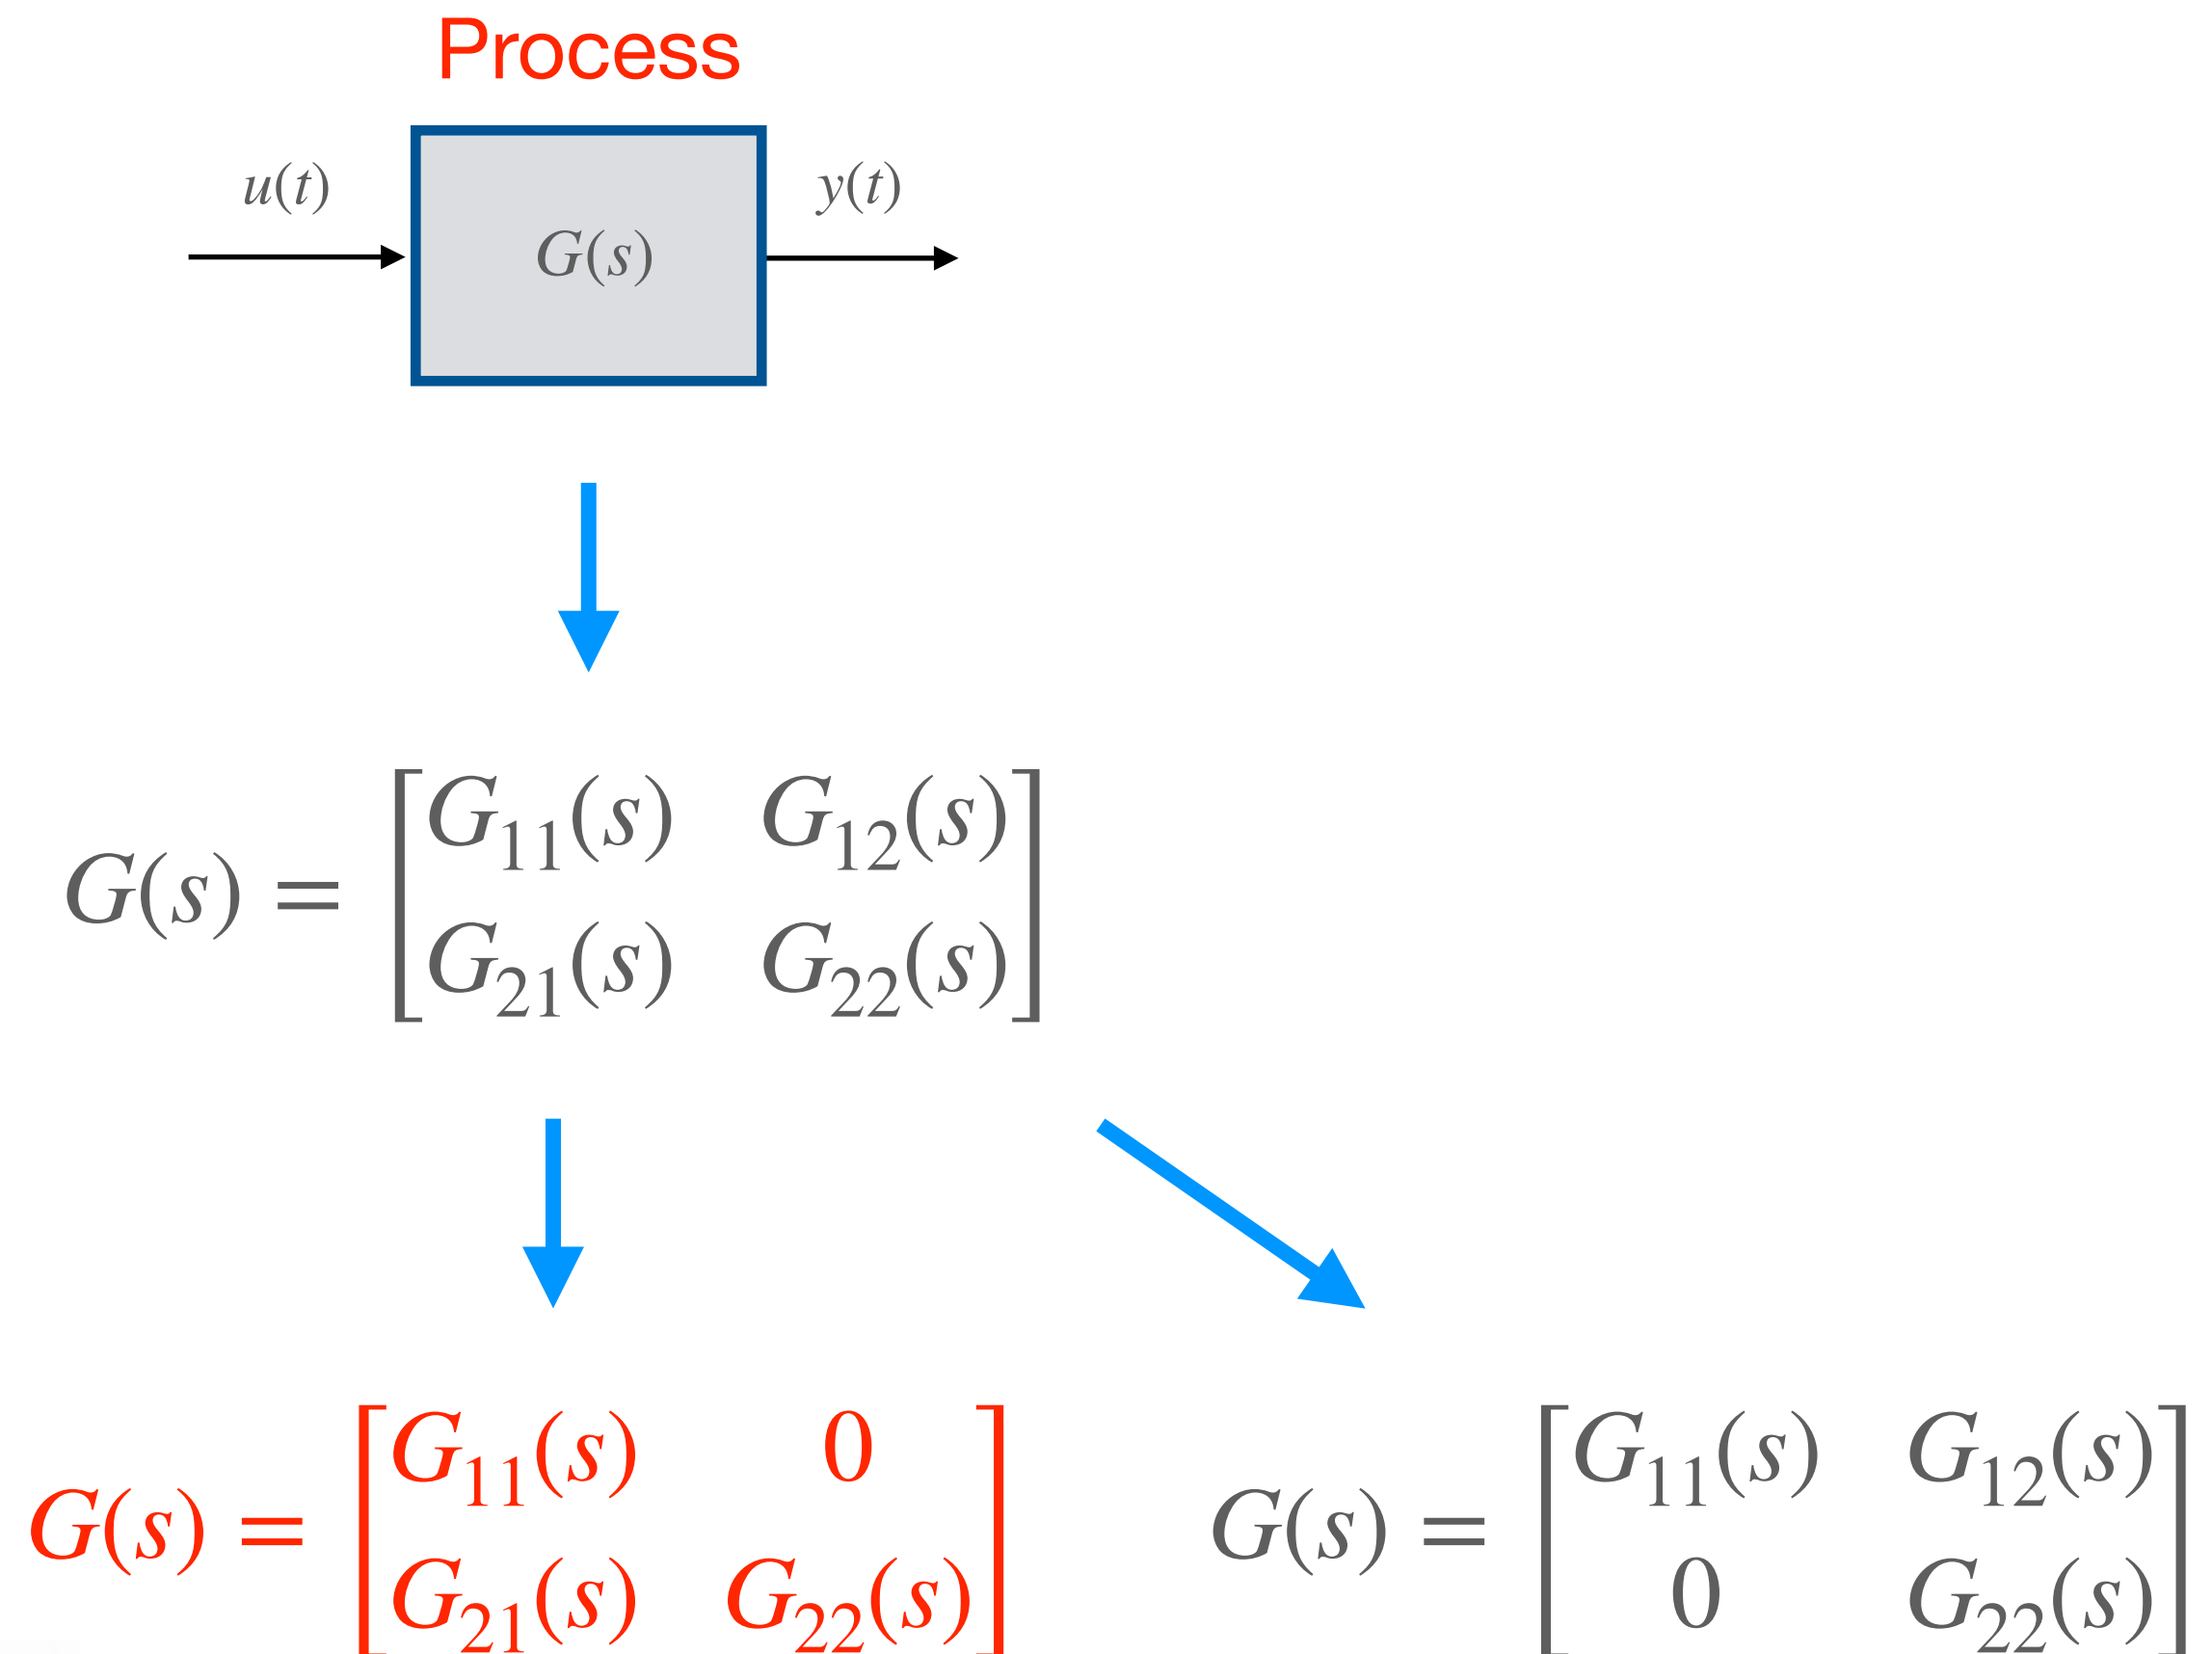 Process
u(t)
y(t)
G(s)
G(s) = [ G₁₁(s) G₁₂(s)
G₂₁(s) G₂₂(s) ]
G(s) = [ G₁₁(s) 0
G₂₁(s) G₂₂(s) ]
G(s) = [ G₁₁(s) G₁₂(s)
0 G₂₂(s) ]